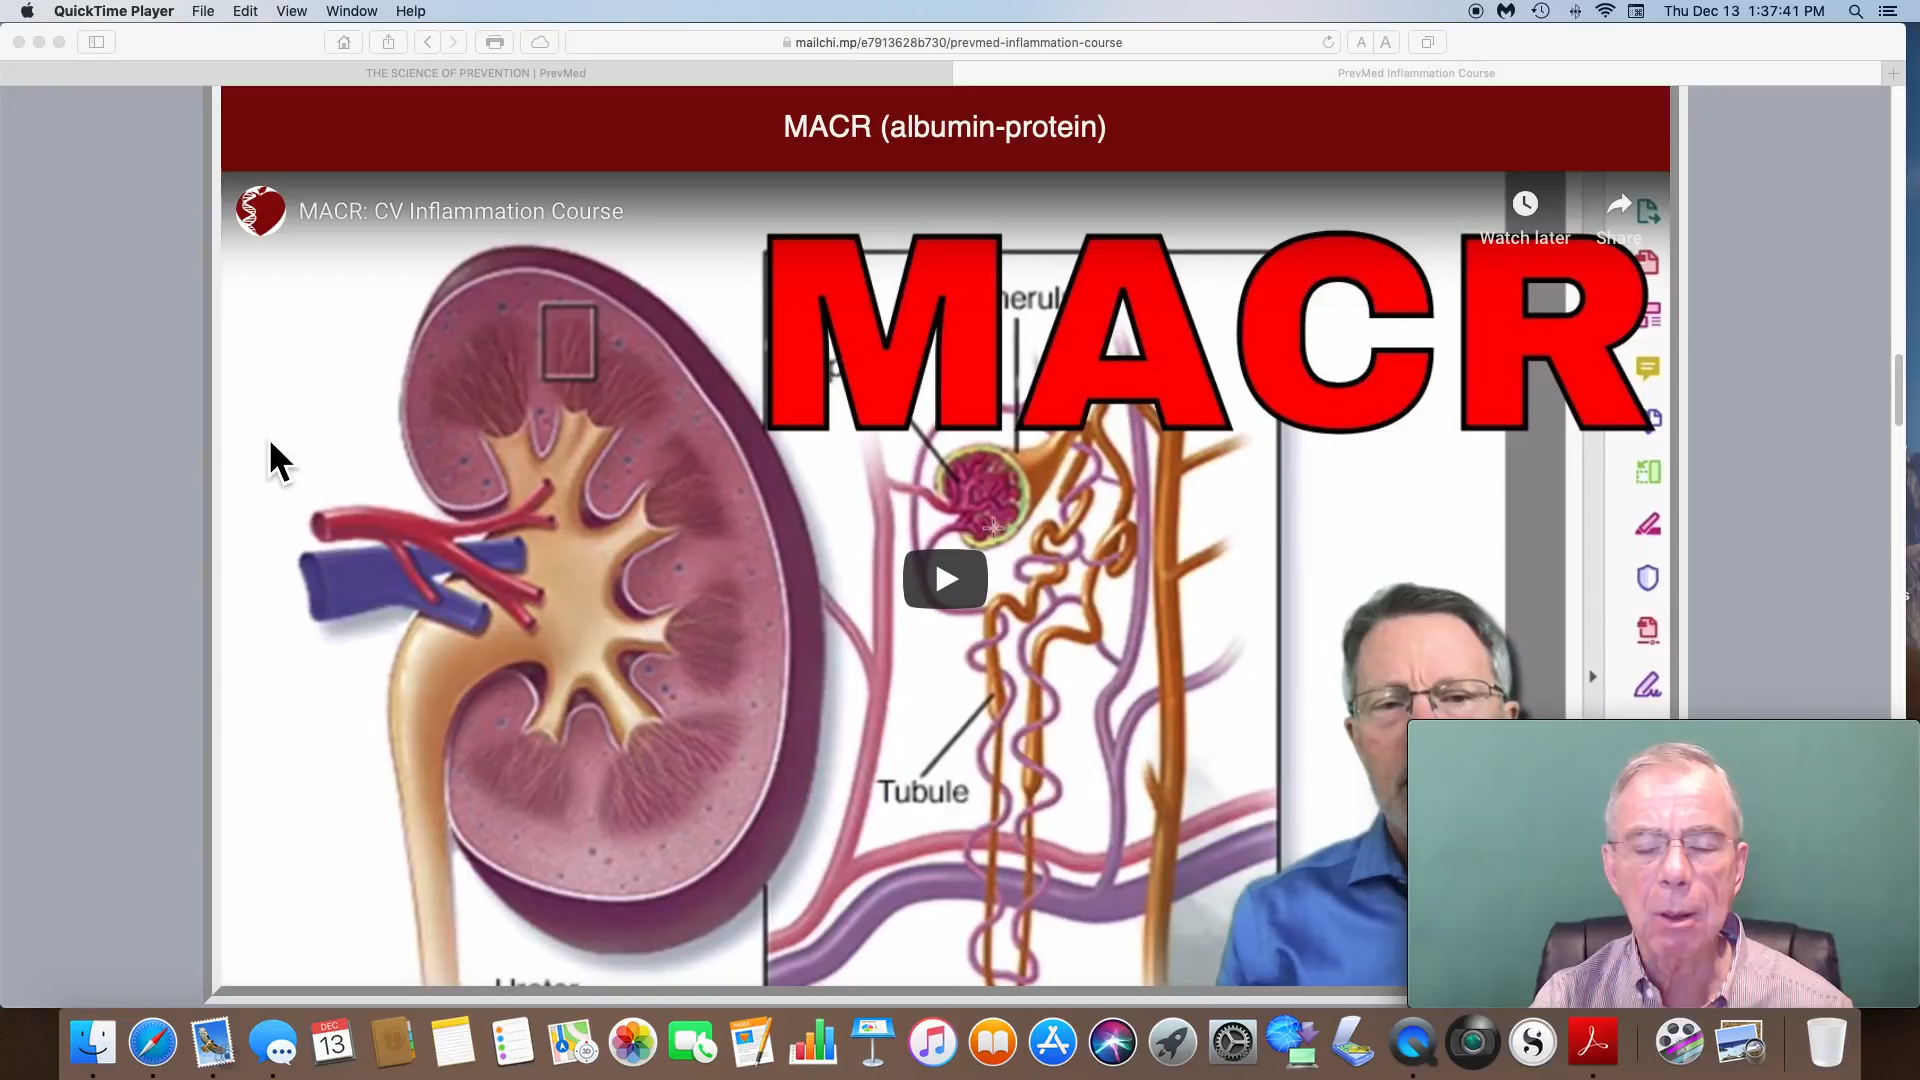 QuickTime Player File Edit View Window Help Thu Dec 13 1:37:41 PM
mailchi.mp/e7913628b730/prevmed-inflammation-course A A
THE SCIENCE OF PREVENTION | PrevMed PrevMed Inflammation Course
MACR (albumin-protein)
MACR: CV Inflammation Course
Watch later Share
MACR
Tubule
DEC
13
3D
PAGES